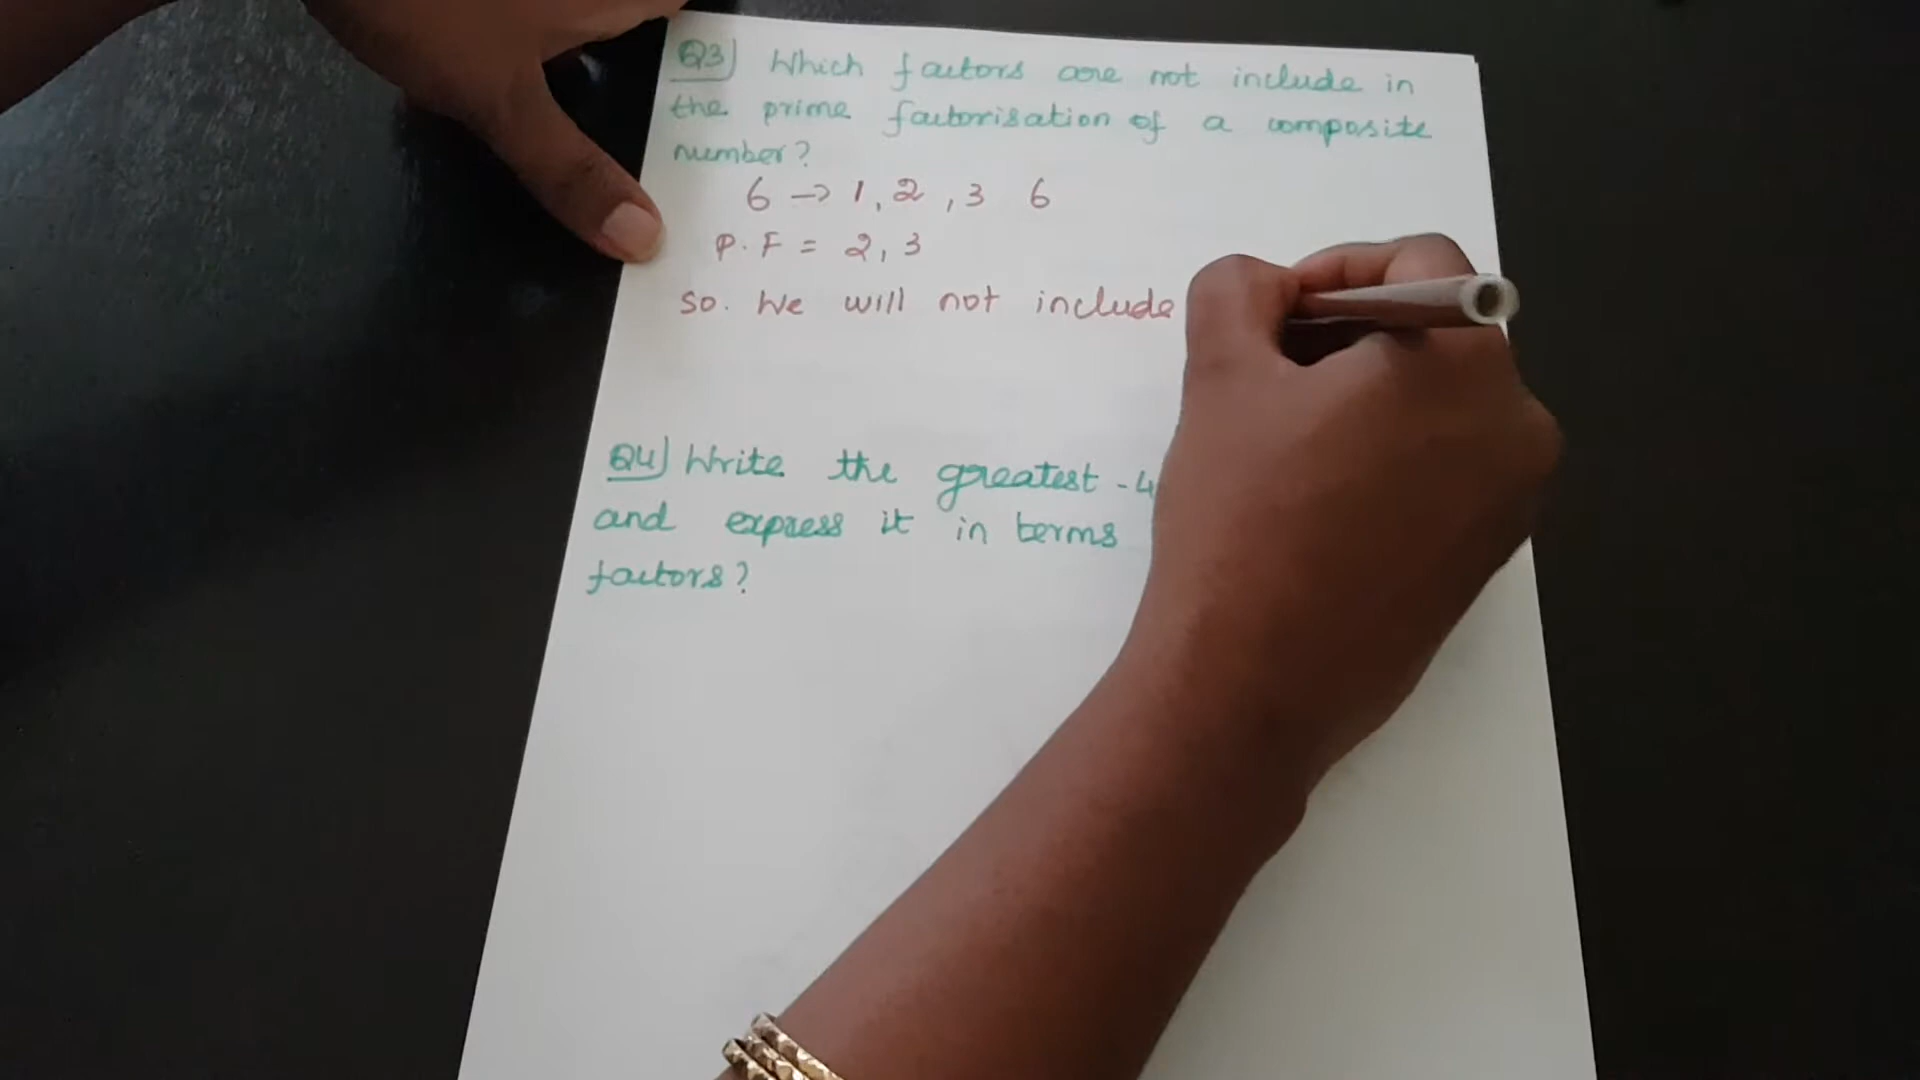 Q3) Which factors are not include in
the prime factorisation of a composite
number?
6 → 1, 2, 3 6
P.F = 2, 3
So. We will not include
Q4) Write the greatest - 4
and express it in terms
factors?